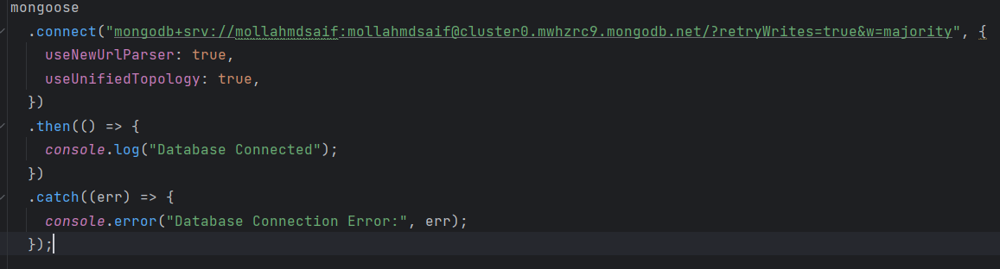 mongoose
.connect("mongodb+srv://mollahmdsaif:mollahmdsaif@cluster0.mwhzrc9.mongodb.net/?retryWrites=true&w=majority", {
useNewUrlParser: true,
useUnifiedTopology: true,
})
.then(() => {
console.log("Database Connected");
})
.catch((err) => {
console.error("Database Connection Error:", err);
});